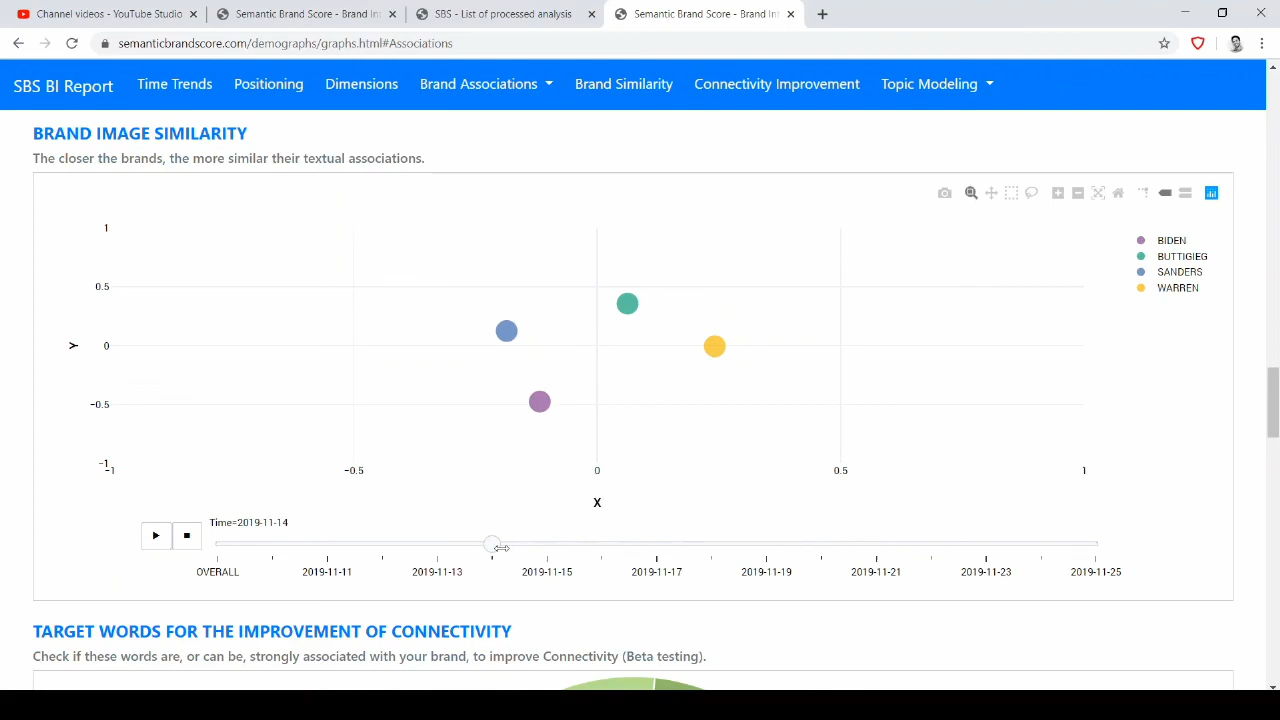 Channel videos - YouTube Studio
Semantic Brand Score - Brand In
SBS - List of processed analysis
Semantic Brand Score - Brand Int
semanticbrandscore.com/demographs/graphs.html#Associations
SBS BI Report Time Trends Positioning Dimensions Brand Associations Brand Similarity Connectivity Improvement Topic Modeling
BRAND IMAGE SIMILARITY
The closer the brands, the more similar their textual associations.
1
0.5
0
−0.5
−1
Y
BIDEN
BUTTIGIEG
SANDERS
WARREN
−1 −0.5 0 0.5 1
X
Time=2019-11-14
OVERALL 2019-11-11 2019-11-13 2019-11-15 2019-11-17 2019-11-19 2019-11-21 2019-11-23 2019-11-25
TARGET WORDS FOR THE IMPROVEMENT OF CONNECTIVITY
Check if these words are, or can be, strongly associated with your brand, to improve Connectivity (Beta testing).